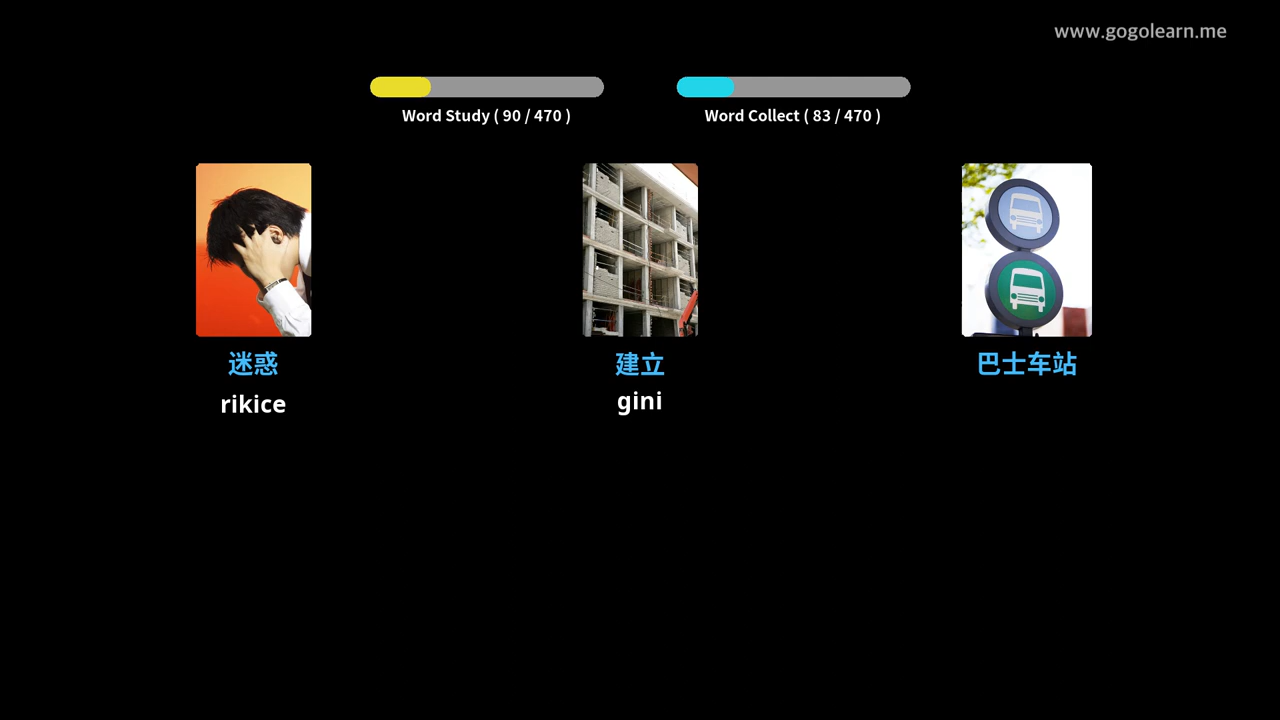 www.gogolearn.me
Word Study ( 90 / 470 )
Word Collect ( 83 / 470 )
迷惑
rikice
建立
gini
巴士车站